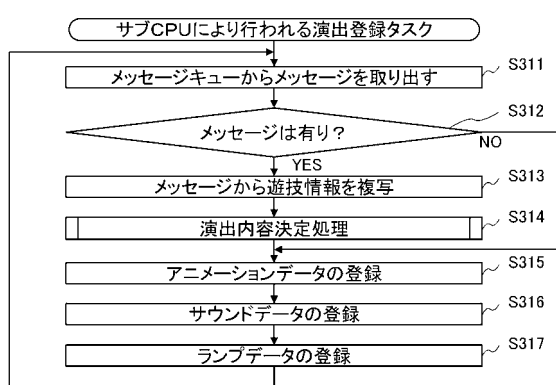 サブCPUにより行われる演出登録タスク
メッセージキューからメッセージを取り出す
S311
メッセージは有り？
S312
NO
YES
メッセージから遊技情報を複写
S313
演出内容決定処理
S314
アニメーションデータの登録
S315
サウンドデータの登録
S316
ランプデータの登録
S317